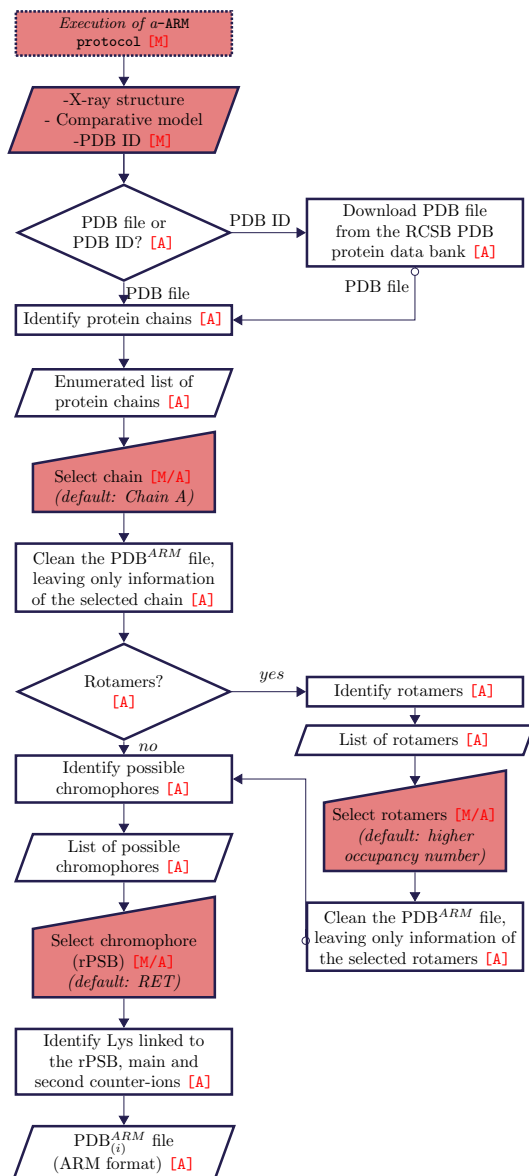 Execution of a-ARM
protocol [M]
-X-ray structure
- Comparative model
-PDB ID [M]
PDB file or
PDB ID? [A]
PDB ID
Download PDB file
from the RCSB PDB
protein data bank [A]
PDB file
PDB file
Identify protein chains [A]
Enumerated list of
protein chains [A]
Select chain [M/A]
(default: Chain A)
Clean the PDB^ARM file,
leaving only information
of the selected chain [A]
Rotamers?
[A]
yes
Identify rotamers [A]
List of rotamers [A]
Select rotamers [M/A]
(default: higher
occupancy number)
Clean the PDB^ARM file,
leaving only information of
the selected rotamers [A]
no
Identify possible
chromophores [A]
List of possible
chromophores [A]
Select chromophore
(rPSB) [M/A]
(default: RET)
Identify Lys linked to
the rPSB, main and
second counter-ions [A]
PDB^ARM_(i) file
(ARM format) [A]